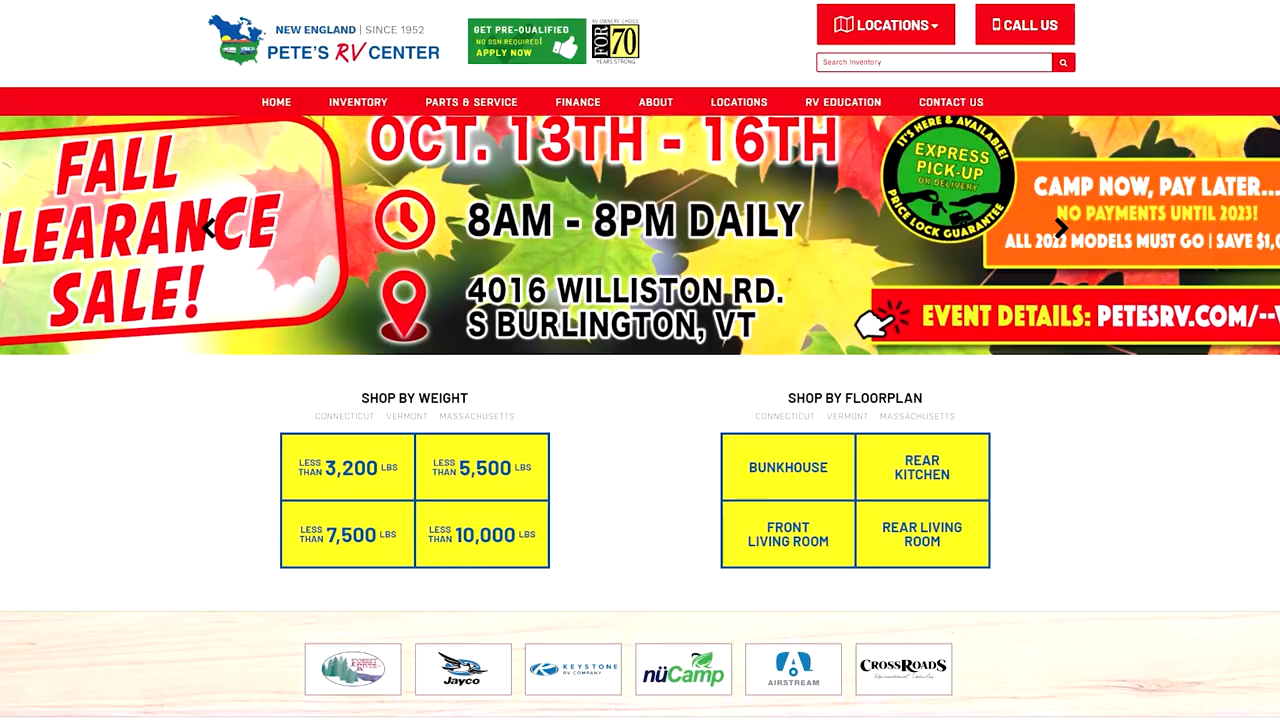 NEW ENGLAND | SINCE 1952
PETE'S RV CENTER
GET PRE-QUALIFIED
NO SSN REQUIRED!
APPLY NOW
RV OWNERS' CHOICE
FOR 70
YEARS STRONG
LOCATIONS
CALL US
Search Inventory
HOME INVENTORY PARTS & SERVICE FINANCE ABOUT LOCATIONS RV EDUCATION CONTACT US
FALL
CLEARANCE
SALE!
OCT. 13TH - 16TH
8AM - 8PM DAILY
4016 WILLISTON RD.
S BURLINGTON, VT
IT'S HERE & AVAILABLE!
EXPRESS
PICK-UP
OR DELIVERY
PRICE LOCK GUARANTEE
CAMP NOW, PAY LATER...
NO PAYMENTS UNTIL 2023!
ALL 2022 MODELS MUST GO | SAVE $1,0
EVENT DETAILS: PETESRV.COM/--V
SHOP BY WEIGHT
CONNECTICUT VERMONT MASSACHUSETTS
LESS THAN 3,200 LBS
LESS THAN 5,500 LBS
LESS THAN 7,500 LBS
LESS THAN 10,000 LBS
SHOP BY FLOORPLAN
CONNECTICUT VERMONT MASSACHUSETTS
BUNKHOUSE
REAR
KITCHEN
FRONT
LIVING ROOM
REAR LIVING
ROOM
FOREST
RIVER
Jayco
KEYSTONE
RV COMPANY
nüCamp
AIRSTREAM
CROSSROADS